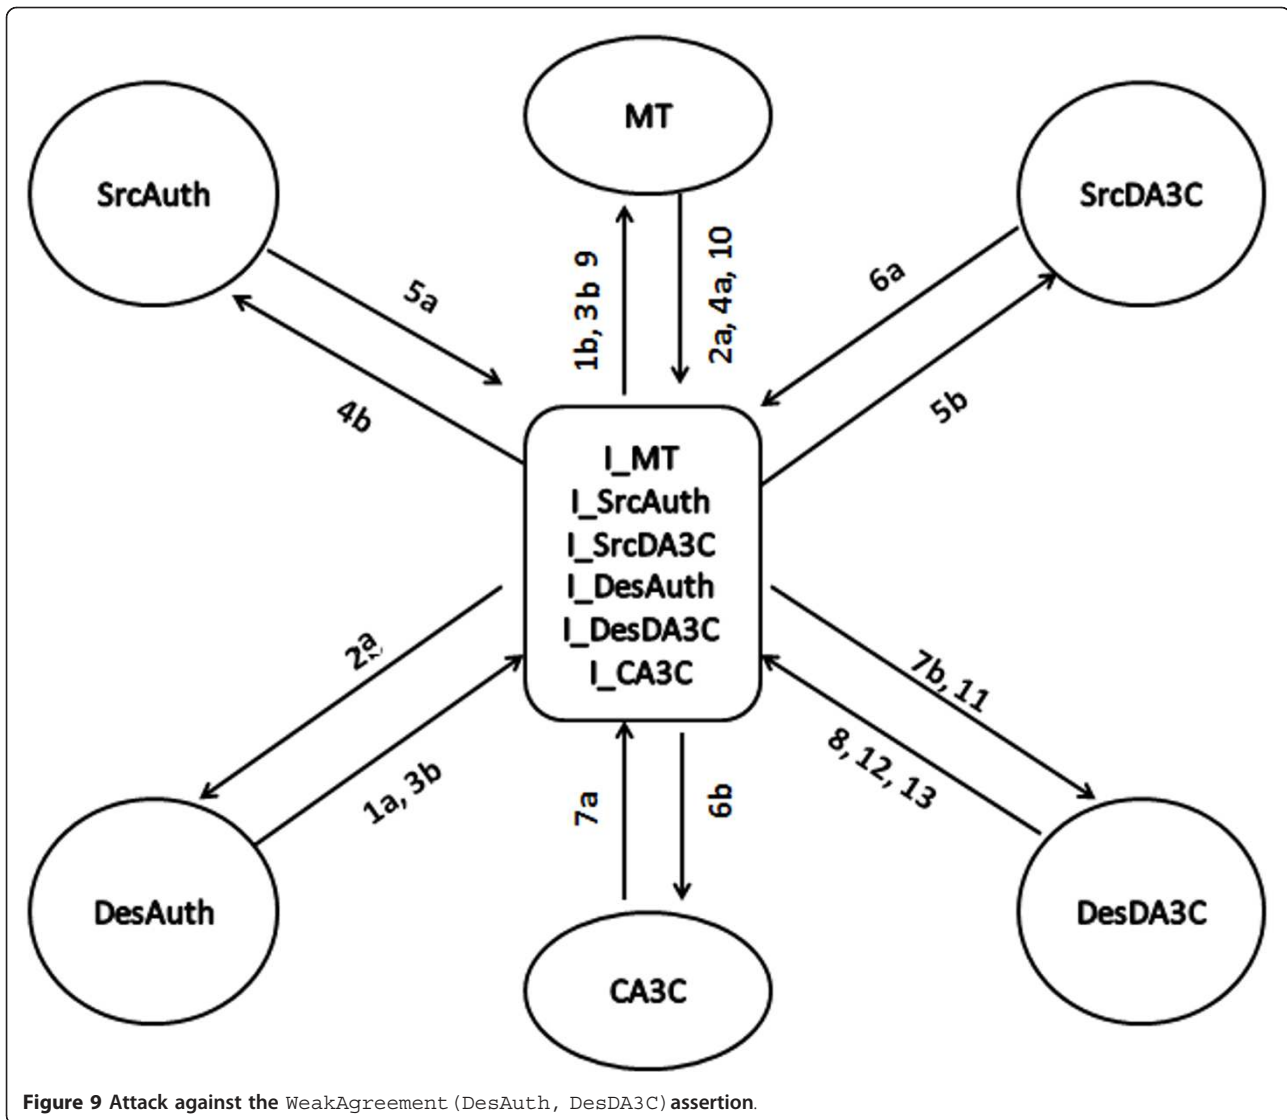 MT
SrcAuth
SrcDA3C
5a
4b
1b, 3b 9
2a, 4a, 10
6a
5b
I_MT
I_SrcAuth
I_SrcDA3C
I_DesAuth
I_DesDA3C
I_CA3C
2a
1a, 3b
7a
6b
7b, 11
8, 12, 13
DesAuth
CA3C
DesDA3C
Figure 9 Attack against the WeakAgreement(DesAuth, DesDA3C) assertion.